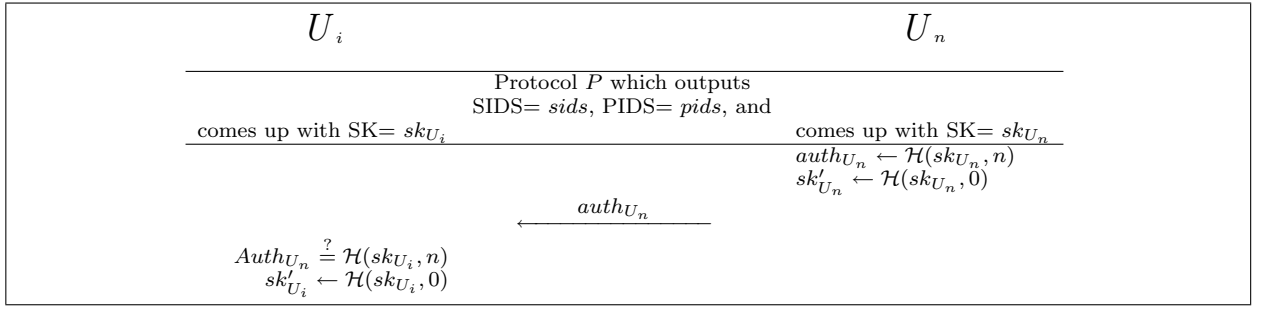 U_i U_n
Protocol P which outputs
SIDS= sids, PIDS= pids, and
comes up with SK= sk_{U_i} comes up with SK= sk_{U_n}
auth_{U_n} ← H(sk_{U_n}, n)
sk'_{U_n} ← H(sk_{U_n}, 0)
auth_{U_n}
←
Auth_{U_n} ≟ H(sk_{U_i}, n)
sk'_{U_i} ← H(sk_{U_i}, 0)